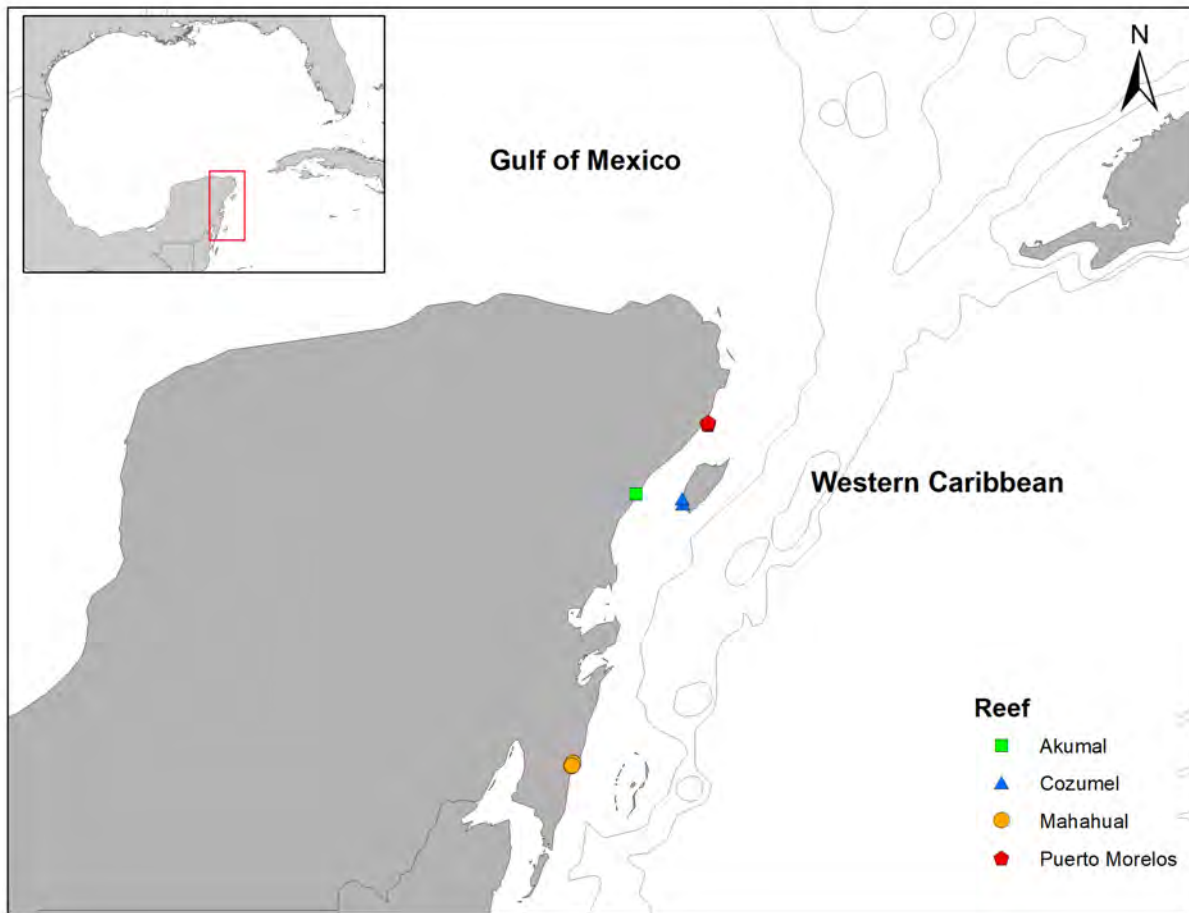 N
Gulf of Mexico
Western Caribbean
Reef
Akumal
Cozumel
Mahahual
Puerto Morelos